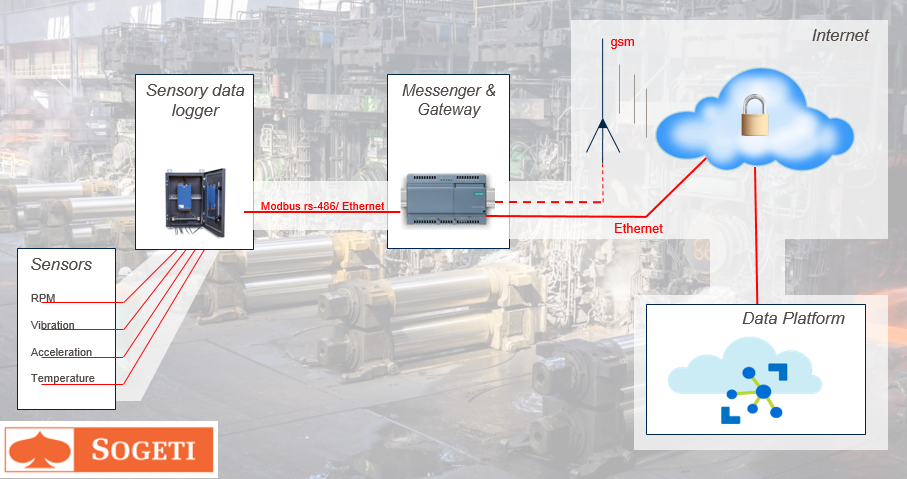 Internet
gsm
Sensory data
logger
Messenger &
Gateway
Modbus rs-486/ Ethernet
Ethernet
Sensors
RPM
Vibration
Acceleration
Temperature
Data Platform
SOGETI